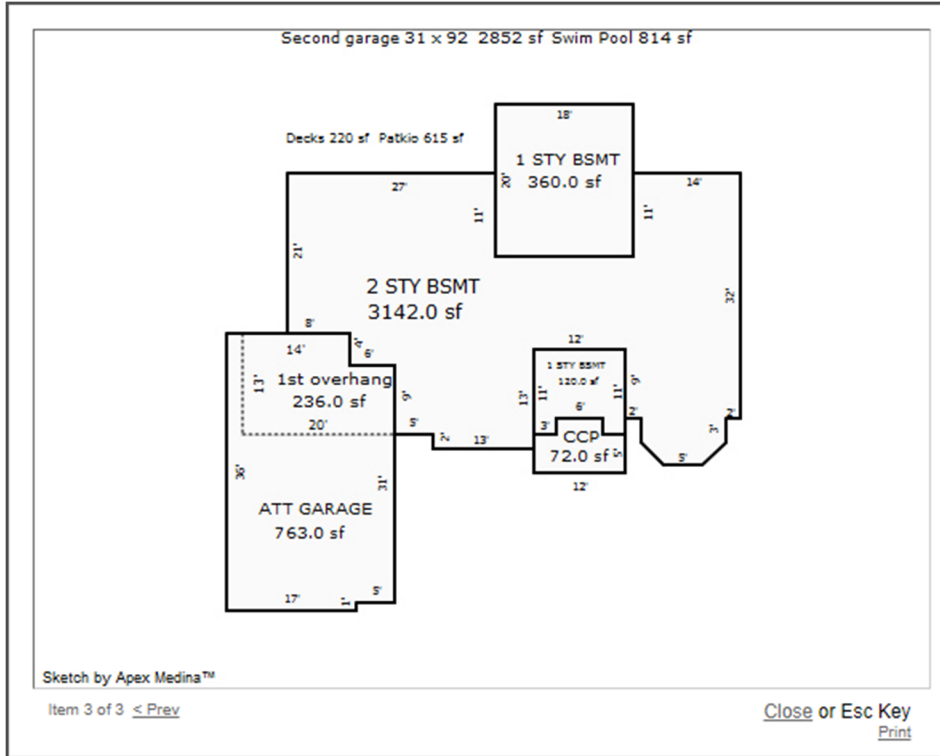 Second garage 31 x 92 2852 sf Swim Pool 814 sf
18'
Decks 220 sf Patkio 615 sf
1 STY BSMT
360.0 sf
20'
27'
14'
11'
11'
21'
2 STY BSMT
3142.0 sf
32'
8'
14'
4'
6'
12'
1 STY BSMT
120.0 sf
13'
1st overhang
236.0 sf
9'
13'
11'
11'
9'
20'
5'
2'
13'
3'
6'
2'
3'
2'
CCP
72.0 sf
5'
5'
12'
36'
31'
ATT GARAGE
763.0 sf
17'
1'
5'
Sketch by Apex Medina™
Item 3 of 3 < Prev
Close or Esc Key
Print